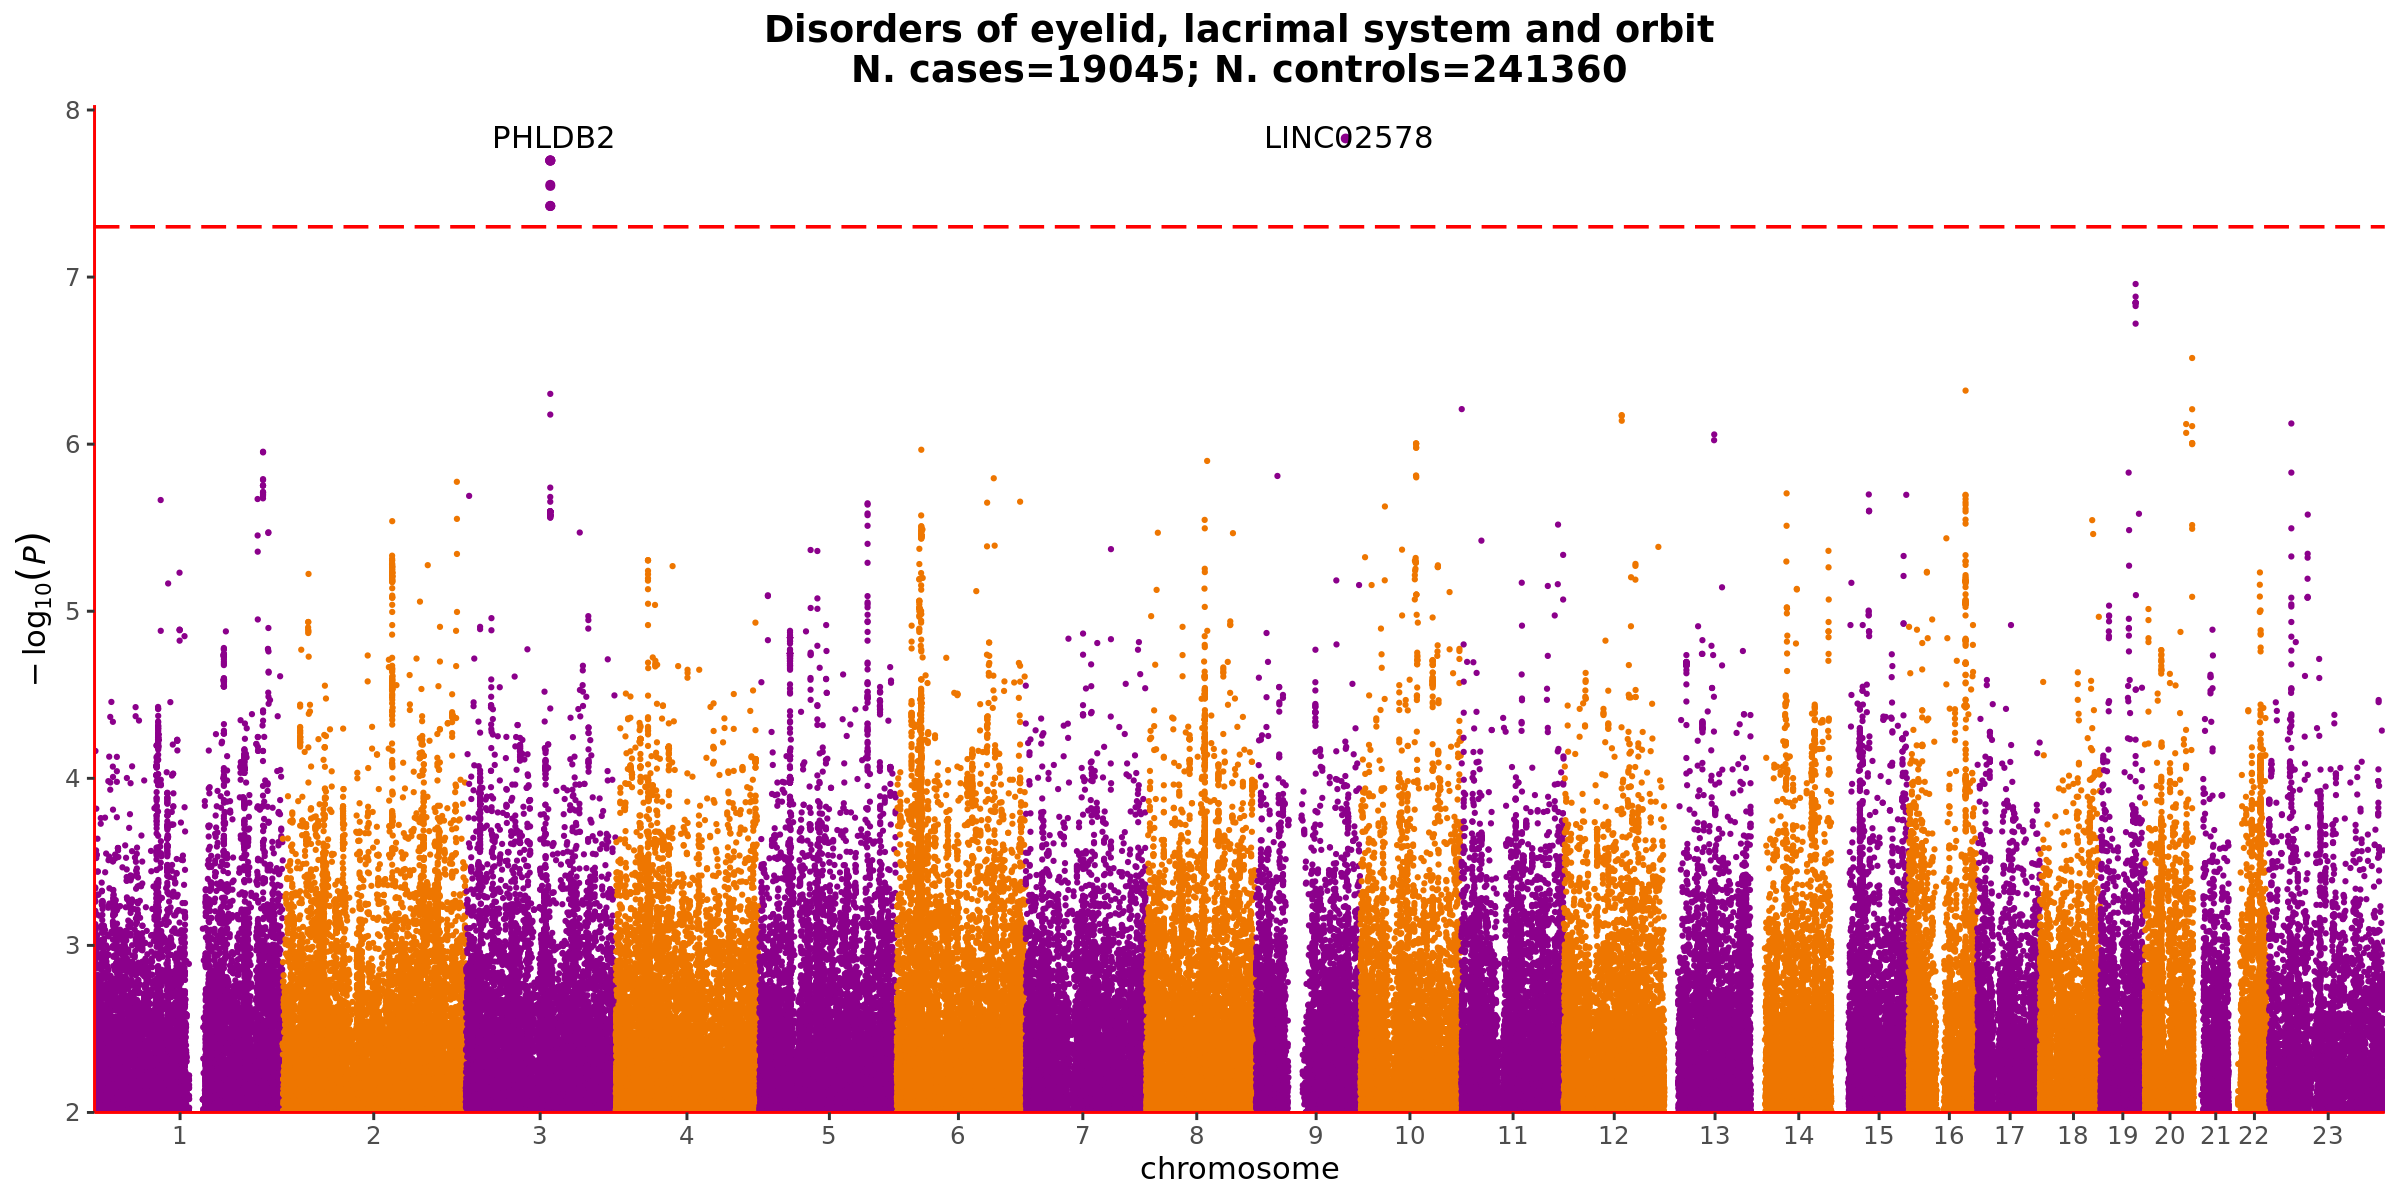 Disorders of eyelid, lacrimal system and orbit
N. cases=19045; N. controls=241360
8
PHLDB2 LINC02578
7
6
5
4
3
2
−log10(P)
1 2 3 4 5 6 7 8 9 10 11 12 13 14 15 16 17 18 19 20 21 22 23
chromosome